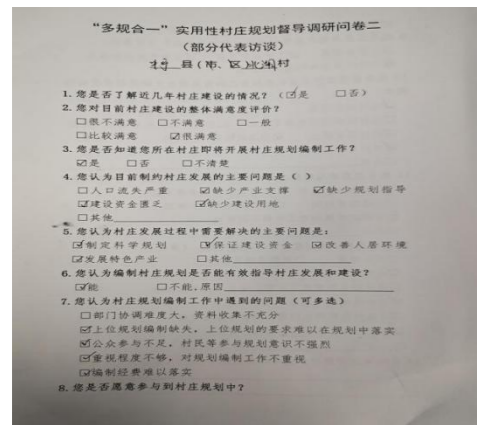 “多规合一”实用性村庄规划督导调研问卷二
（部分代表访谈）
县（市、区）北湖村
1. 您是否了解近几年村庄建设的情况？（☑是 □否）
2. 您对目前村庄建设的整体满意度评价？
□很不满意 □不满意 □一般
□比较满意 ☑很满意
3. 您是否知道您所在村庄即将开展村庄规划编制工作？
☑是 □否 □不清楚
4. 您认为目前制约村庄发展的主要问题是（ ）
□人口流失严重 ☑缺少产业支撑 ☑缺少规划指导
☑建设资金匮乏 ☑缺少建设用地
□其他
5. 您认为村庄发展过程中需要解决的主要问题是：
☑制定科学规划 ☑保证建设资金 ☑改善人居环境
☑发展特色产业 □其他
6. 您认为编制村庄规划是否能有效指导村庄发展和建设？
☑能 □不能，原因
7. 您认为村庄规划编制工作中遇到的问题（可多选）
□部门协调难度大，资料收集不充分
☑上位规划编制缺失，上位规划的要求难以在规划中落实
☑公众参与不足，村民等参与规划意识不强烈
☑重视程度不够，对规划编制工作不重视
☑编制经费难以落实
8. 您是否愿意参与到村庄规划中？